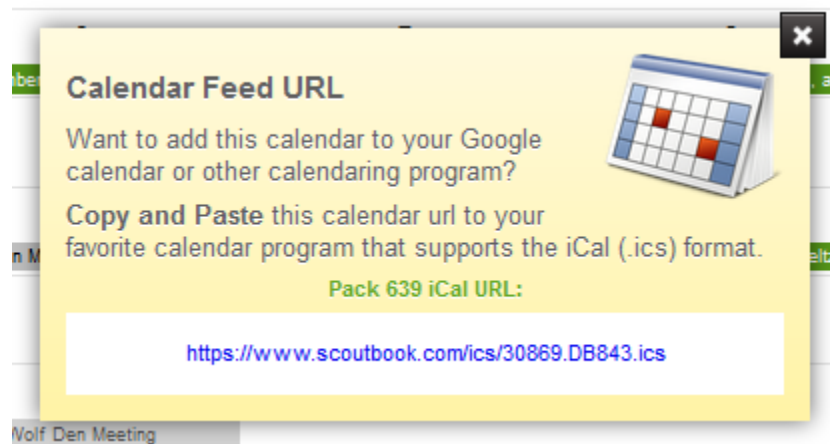 Calendar Feed URL
Want to add this calendar to your Google
calendar or other calendaring program?
Copy and Paste this calendar url to your
favorite calendar program that supports the iCal (.ics) format.
Pack 639 iCal URL:
https://www.scoutbook.com/ics/30869.DB843.ics
Wolf Den Meeting